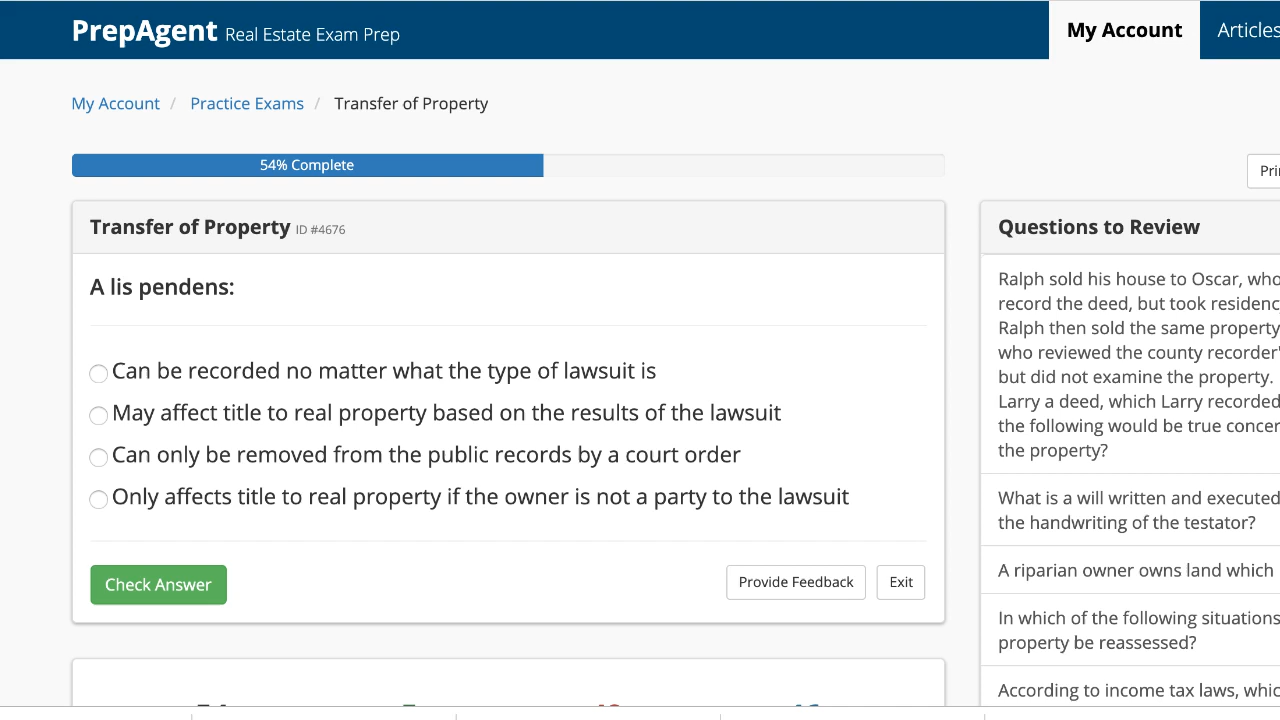 PrepAgent Real Estate Exam Prep
My Account
Articles
My Account / Practice Exams / Transfer of Property
54% Complete
Transfer of Property ID #4676
A lis pendens:
Can be recorded no matter what the type of lawsuit is
May affect title to real property based on the results of the lawsuit
Can only be removed from the public records by a court order
Only affects title to real property if the owner is not a party to the lawsuit
Check Answer
Provide Feedback
Exit
Questions to Review
Ralph sold his house to Oscar, who
record the deed, but took
Ralph then sold the same property
who reviewed the county recorder'
but did not examine the property.
Larry a deed, which Larry recorded
the following would be true
the property?
What is a will written and executed
the handwriting of the testator?
A riparian owner owns land which
In which of the following situations
property be reassessed?
According to income tax laws,